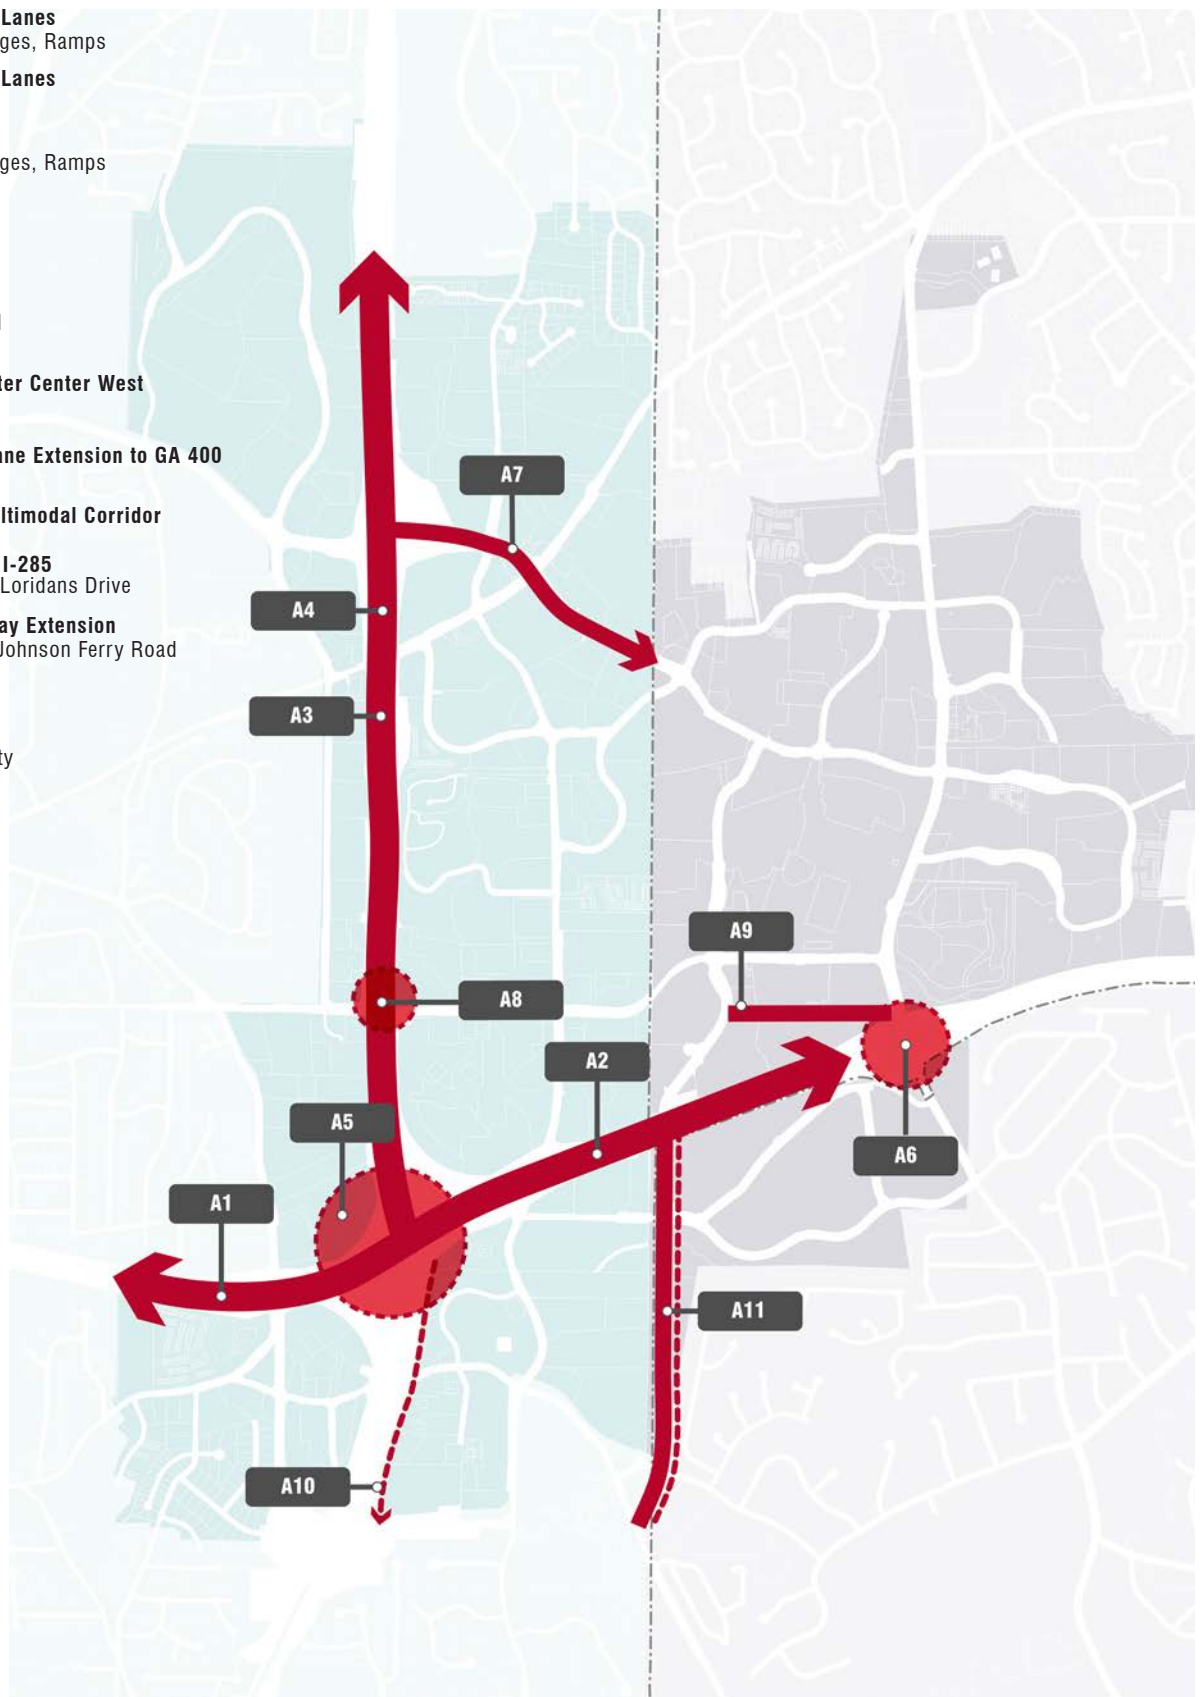 Lanes
ges, Ramps
Lanes
ges, Ramps
ter Center West
ane Extension to GA 400
ltimodal Corridor
I-285
Loridans Drive
ay Extension
Johnson Ferry Road
ty
A7
A4
A3
A9
A8
A2
A5
A6
A1
A11
A10